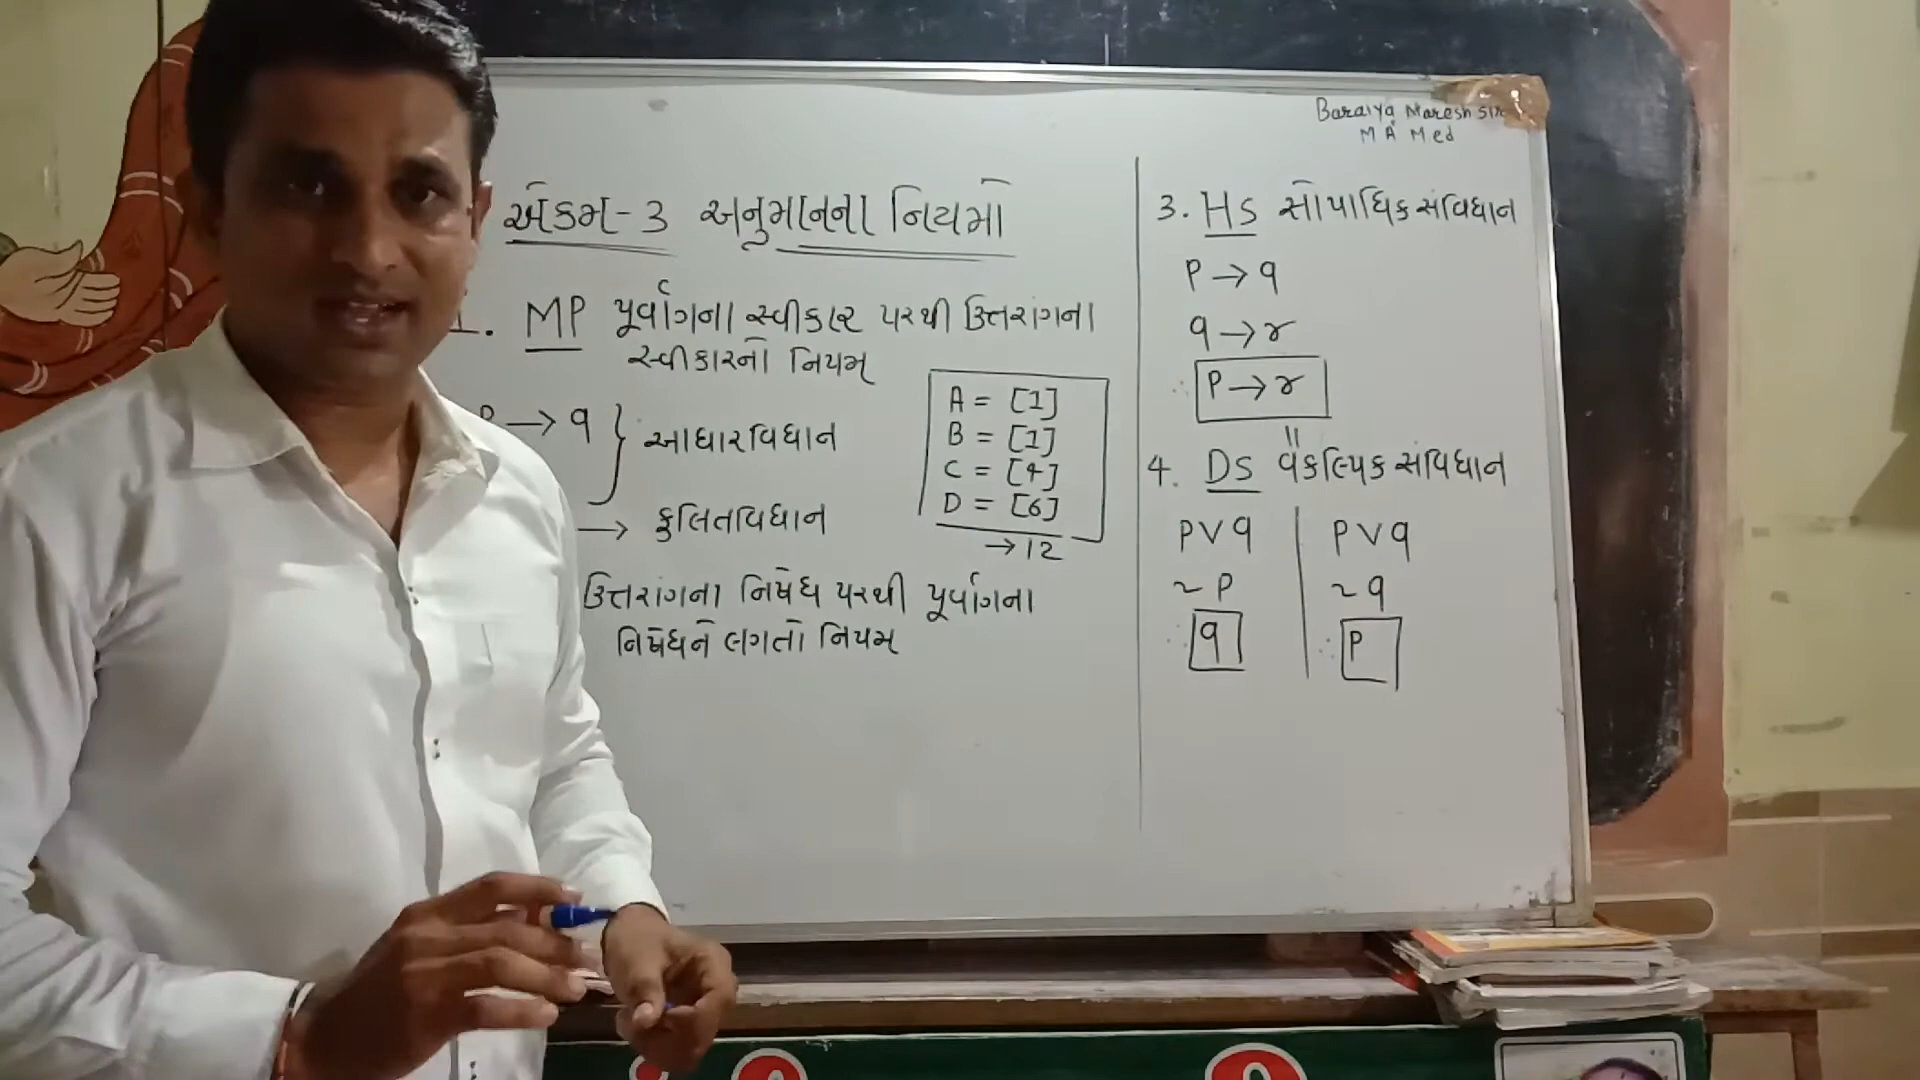 Baraiya Naresh
M A M.ed
એકમ-3 અનુમાનના નિયમો
1. MP પૂર્વાંગના સ્વીકાર પરથી ઉત્તરાંગના
સ્વીકારનો નિયમ
P → q } આધારવિધાન
→ ફલિતવિધાન
A = [1]
B = [1]
C = [4]
D = [6]
→ 12
ઉત્તરાંગના નિષેધ પરથી પૂર્વાંગના
નિષેધને લગતો નિયમ
3. HS સોપાધિક સંવિધાન
P → q
q → r
∴ P → r
4. DS વૈકલ્પિક સંવિધાન
P V q
~ P
∴ q
P V q
~ q
∴ P